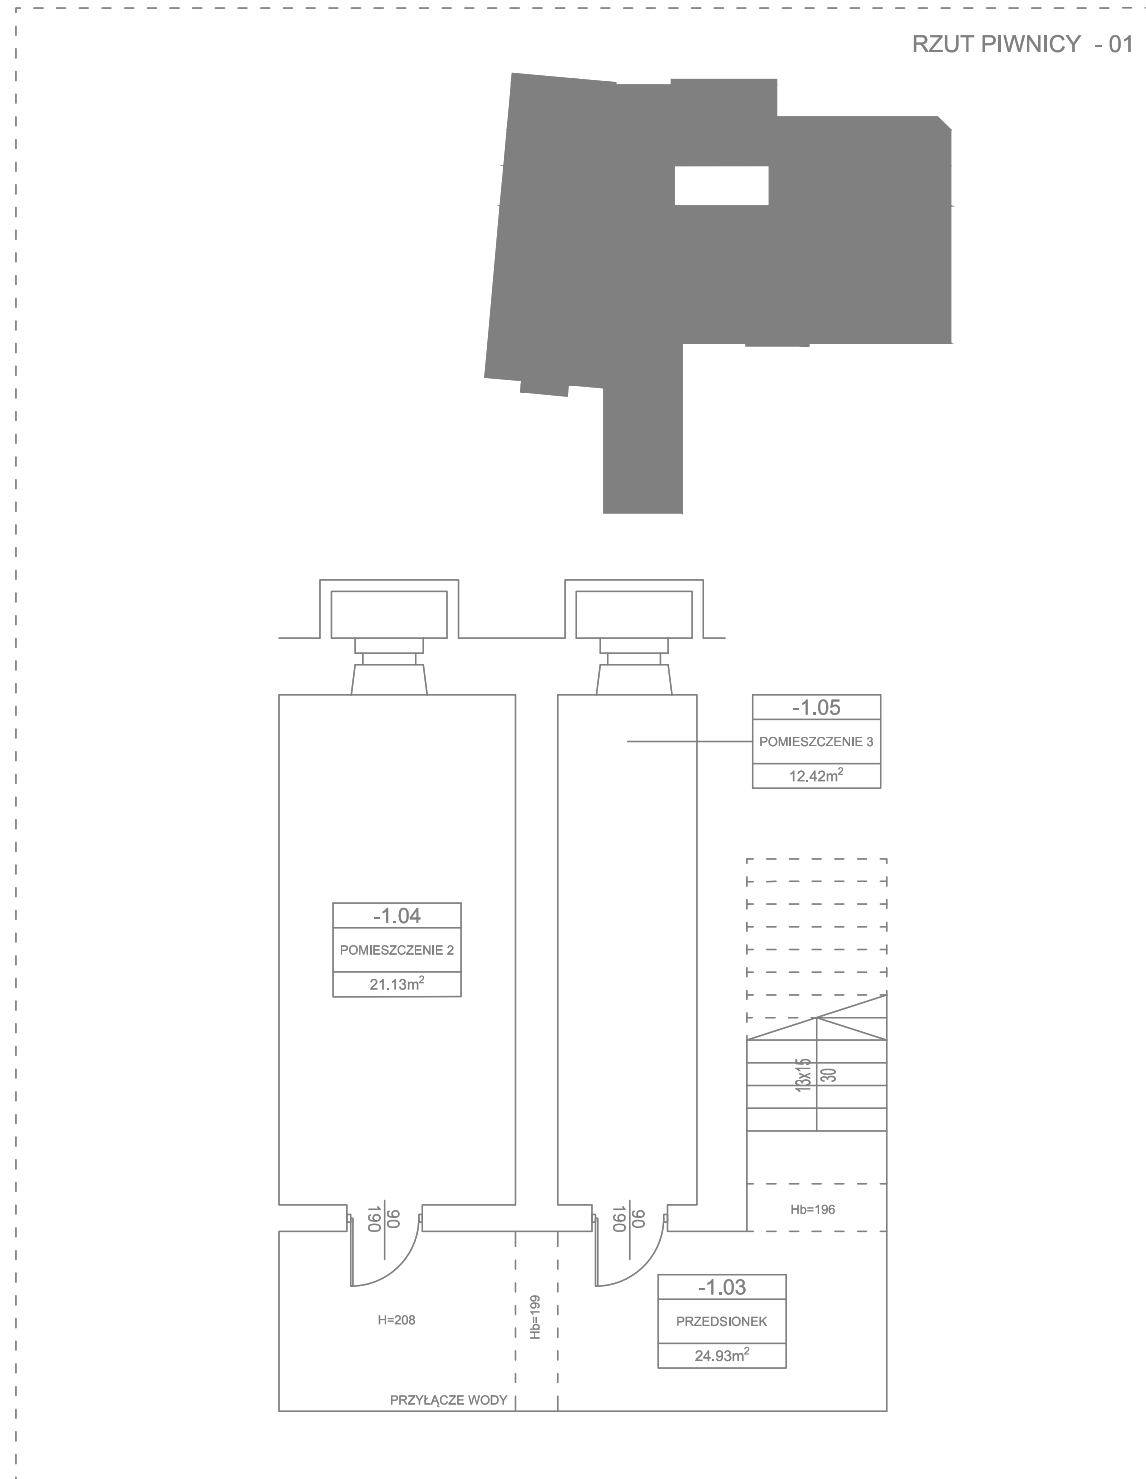 RZUT PIWNICY - 01
-1.05
POMIESZCZENIE 3
12.42m²
-1.04
POMIESZCZENIE 2
21.13m²
13x15
30
Hb=196
90
190
90
190
-1.03
PRZEDSIONEK
24.93m²
H=208
Hb=199
PRZYŁĄCZE WODY